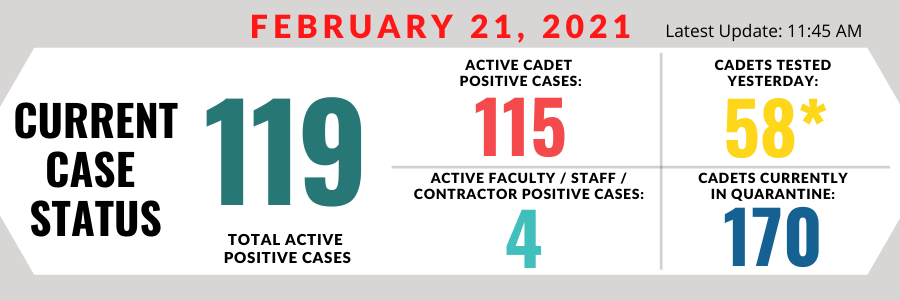 FEBRUARY 21, 2021
Latest Update: 11:45 AM
CURRENT
CASE
STATUS
119
TOTAL ACTIVE
POSITIVE CASES
ACTIVE CADET
POSITIVE CASES:
115
CADETS TESTED
YESTERDAY:
58*
ACTIVE FACULTY / STAFF /
CONTRACTOR POSITIVE CASES:
4
CADETS CURRENTLY
IN QUARANTINE:
170